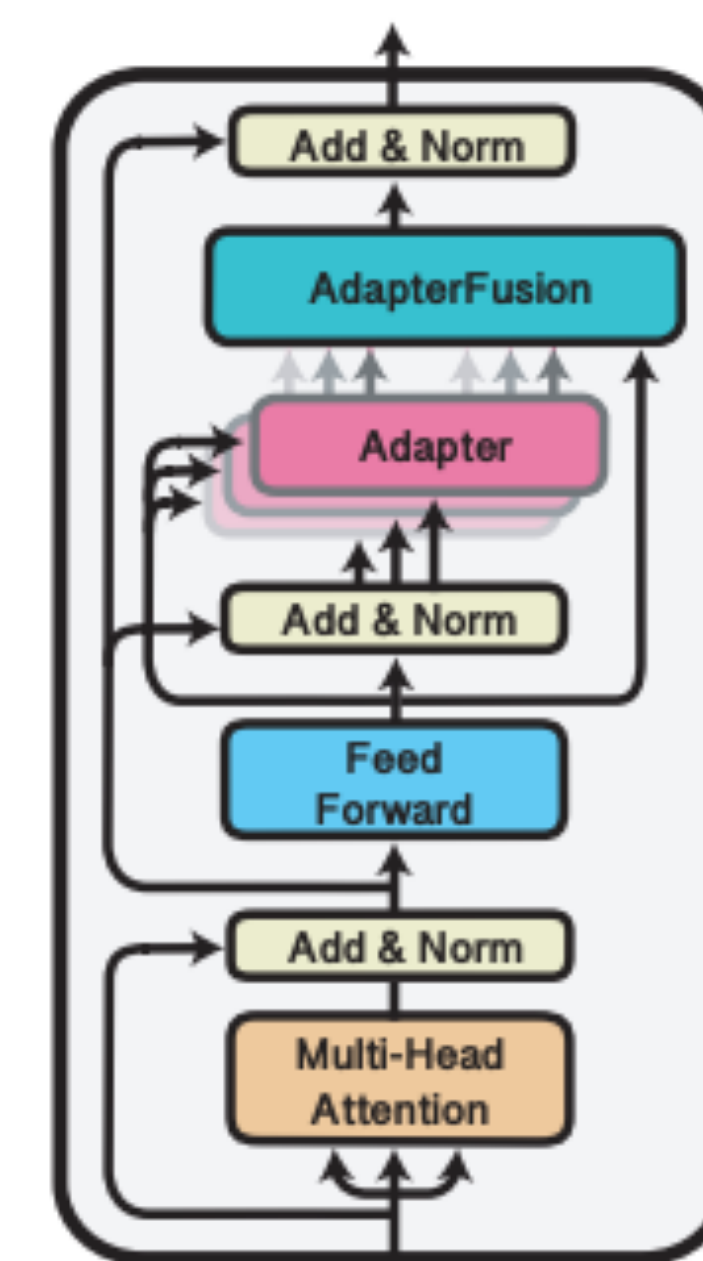 Add & Norm
AdapterFusion
Adapter
Add & Norm
Feed
Forward
Add & Norm
Multi-Head
Attention